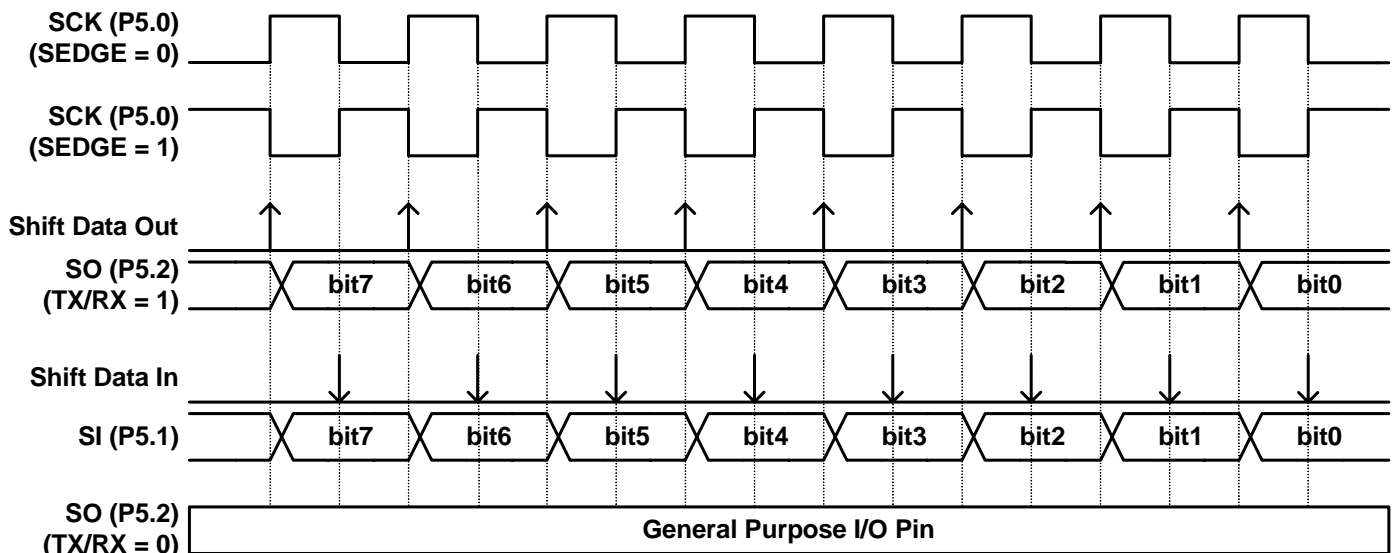 SCK (P5.0)
(SEDGE = 0)
SCK (P5.0)
(SEDGE = 1)
Shift Data Out
SO (P5.2)
(TX/RX = 1)
bit7 bit6 bit5 bit4 bit3 bit2 bit1 bit0
Shift Data In
SI (P5.1)
bit7 bit6 bit5 bit4 bit3 bit2 bit1 bit0
SO (P5.2)
(TX/RX = 0)
General Purpose I/O Pin